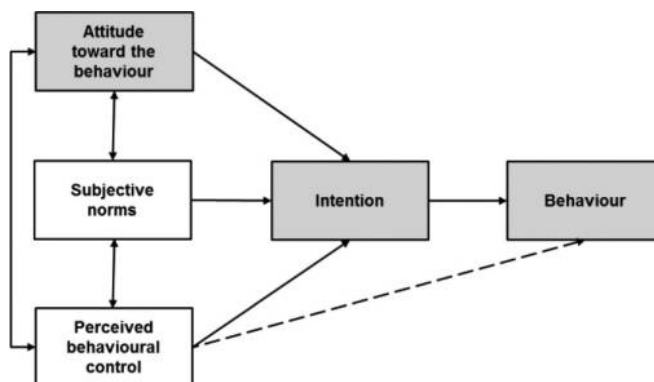 Attitude
toward the
behaviour
Subjective
norms
Intention
Behaviour
Perceived
behavioural
control